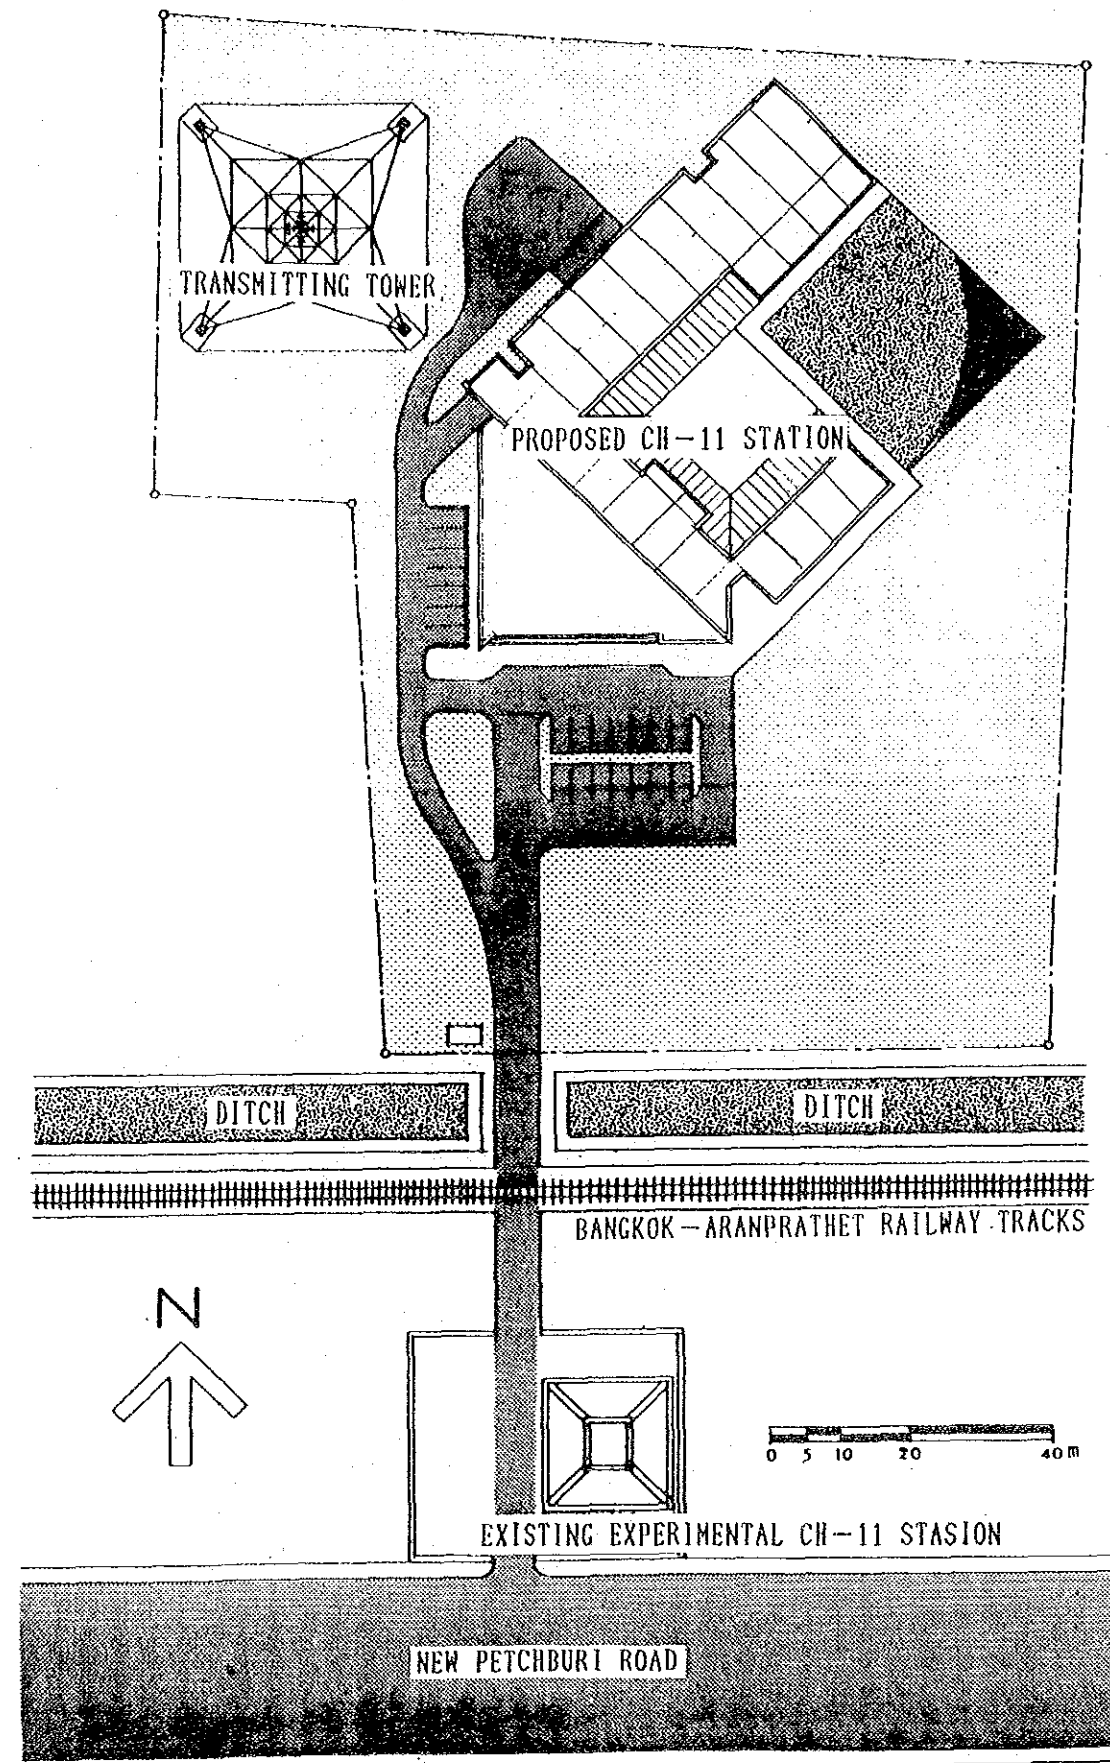 TRANSMITTING TOWER
PROPOSED CH-11 STATION
DITCH
DITCH
BANGKOK-ARANPRATHET RAILWAY TRACKS
N
0 5 10 20 40 m
EXISTING EXPERIMENTAL CH-11 STASION
NEW PETCHBURI ROAD